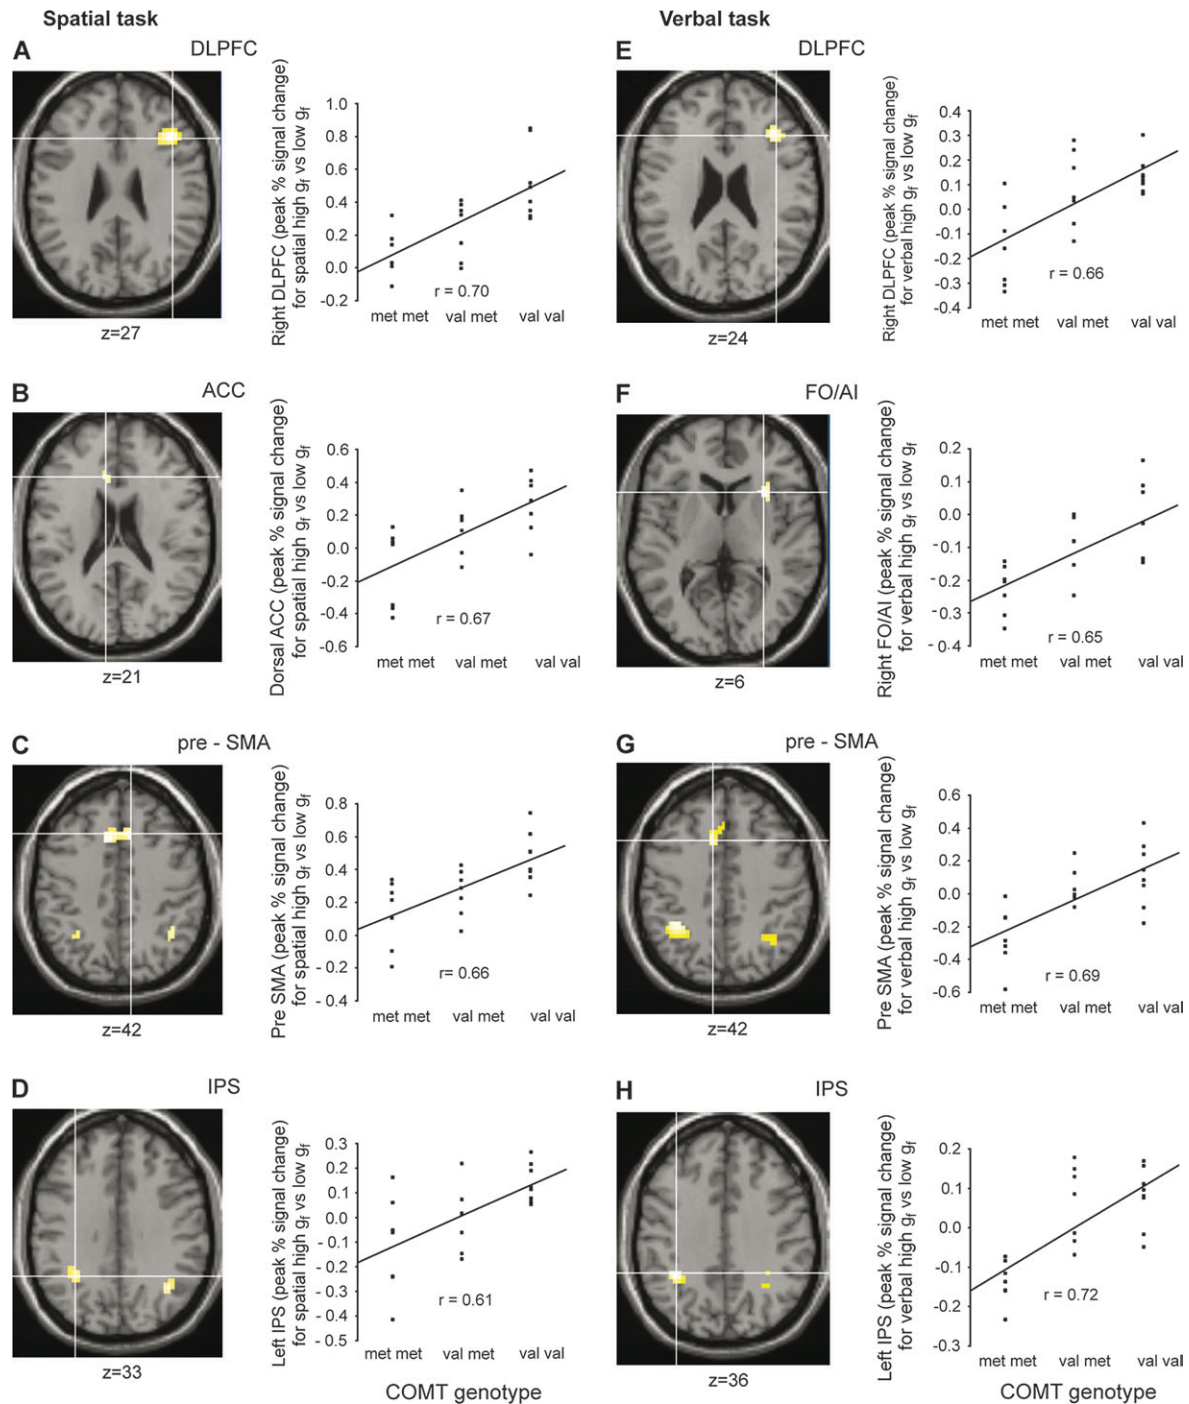 Spatial task
Verbal task
A
DLPFC
Right DLPFC (peak % signal change)
for spatial high gf vs low gf
1.0
0.8
0.6
0.4
0.2
0.0
-0.2
r = 0.70
met met val met val val
z=27
E
DLPFC
Right DLPFC (peak % signal change)
for verbal high gf vs low gf
0.4
0.3
0.2
0.1
0.0
-0.1
-0.2
-0.3
-0.4
r = 0.66
met met val met val val
z=24
B
ACC
Dorsal ACC (peak % signal change)
for spatial high gf vs low gf
0.6
0.4
0.2
0.0
-0.2
-0.4
-0.6
r = 0.67
met met val met val val
z=21
F
FO/AI
Right FO/AI (peak % signal change)
for verbal high gf vs low gf
0.2
0.1
0.0
-0.1
-0.2
-0.3
-0.4
r = 0.65
met met val met val val
z=6
C
pre - SMA
Pre SMA (peak % signal change)
for spatial high gf vs low gf
0.8
0.6
0.4
0.2
0.0
-0.2
-0.4
r= 0.66
met met val met val val
z=42
G
pre - SMA
Pre SMA (peak % signal change)
for verbal high gf vs low gf
0.6
0.4
0.2
0.0
-0.2
-0.4
-0.6
r = 0.69
met met val met val val
z=42
D
IPS
Left IPS (peak % signal change)
for spatial high gf vs low gf
0.3
0.2
0.1
0.0
-0.1
-0.2
-0.3
-0.4
-0.5
r = 0.61
met met val met val val
z=33
COMT genotype
H
IPS
Left IPS (peak % signal change)
for verbal high gf vs low gf
0.2
0.1
0.0
-0.1
-0.2
-0.3
r = 0.72
met met val met val val
z=36
COMT genotype